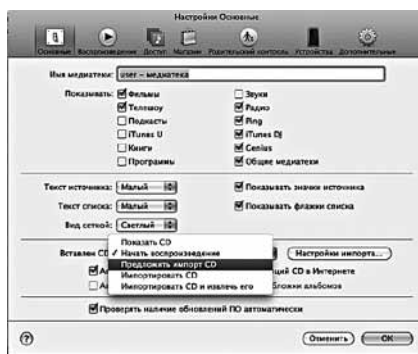 Настройки Основные
Основные Воспроизведение Доступ Магазин Родительский контроль Устройства Дополнительные
Имя медиатеки: user – медиатека
Показывать: Фильмы Звуки
Телешоу Радио
Подкасты Ping
iTunes U iTunes DJ
Книги Genius
Программы Общие медиатеки
Текст источника: Малый Показывать значки источника
Текст списка: Малый Показывать флажки списка
Вид сеткой: Светлый
Показать CD
Вставлен CD ✓ Начать воспроизведение Настройки импорта...
Предложить импорт CD
Импортировать CD ций CD в Интернете
Импортировать CD и извлечь его бложки альбомов
Проверять наличие обновлений ПО автоматически
? Отменить OK